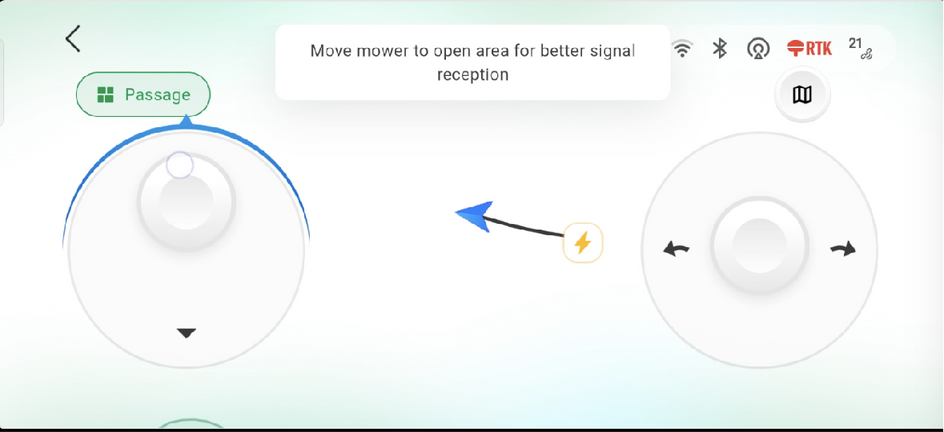 Move mower to open area for better signal
reception
RTK
21
Passage